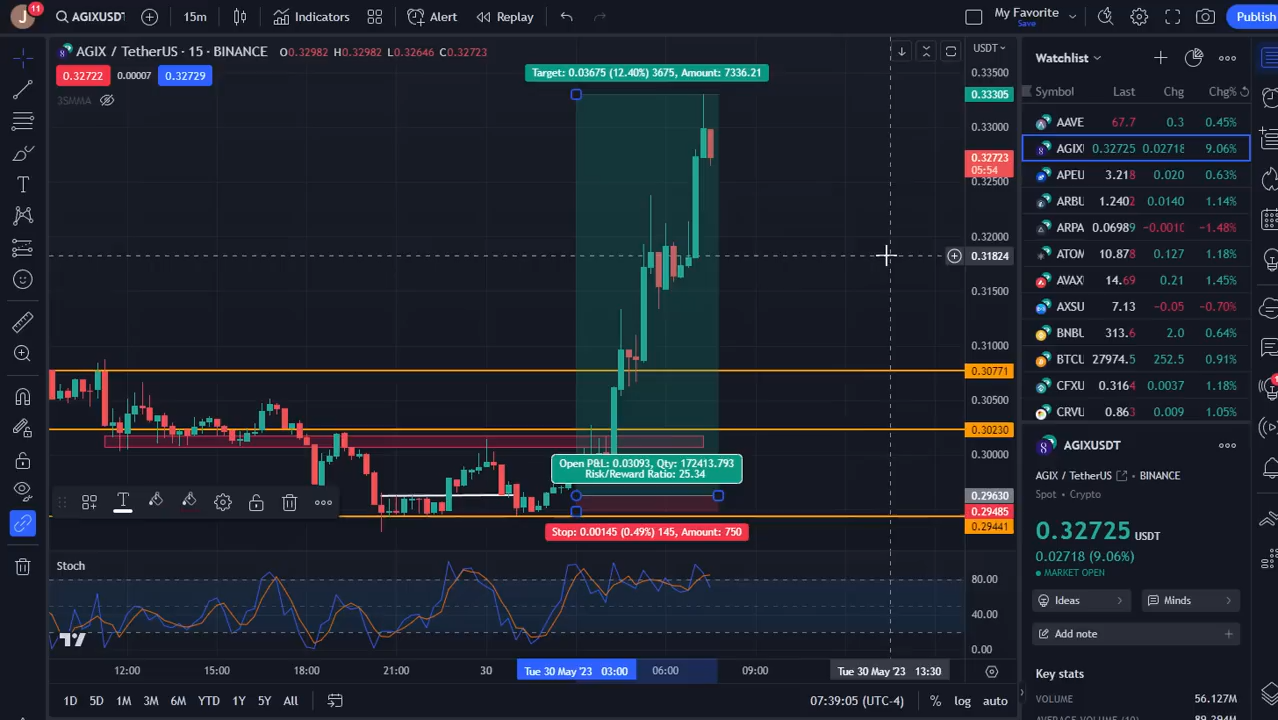 J
11
AGIXUSDT
15m
Indicators
Alert
Replay
My Favorite
Save
Publish
AGIX / TetherUS · 15 · BINANCE O0.32982 H0.32982 L0.32646 C0.32723
0.32722 0.00007 0.32729
3SMMA
Target: 0.03675 (12.40%) 3675, Amount: 7336.21
Open P&L: 0.03093, Qty: 172413.793
Risk/Reward Ratio: 25.34
Stop: 0.00145 (0.49%) 145, Amount: 750
USDT
0.33500
0.33305
0.33000
0.32723
05:54
0.32500
0.32000
0.31824
0.31500
0.31000
0.30771
0.30500
0.30230
0.30000
0.29630
0.29485
0.29441
Stoch
80.00
40.00
0.00
12:00 15:00 18:00 21:00 30 Tue 30 May '23 03:00 06:00 09:00 Tue 30 May '23 13:30
1D 5D 1M 3M 6M YTD 1Y 5Y All
07:39:05 (UTC-4) % log auto
Watchlist
Symbol Last Chg Chg%
AAVE 67.7 0.3 0.45%
AGIX 0.32725 0.02718 9.06%
APEU 3.218 0.020 0.63%
ARBU 1.2402 0.0140 1.14%
ARPA 0.06989 -0.0010 -1.48%
ATOM 10.878 0.127 1.18%
AVAX 14.69 0.21 1.45%
AXSU 7.13 -0.05 -0.70%
BNBU 313.6 2.0 0.64%
BTCU 27974.5 252.5 0.91%
CFXU 0.3164 0.0037 1.18%
CRVU 0.863 0.009 1.05%
AGIXUSDT
AGIX / TetherUS · BINANCE
Spot · Crypto
0.32725 USDT
0.02718 (9.06%)
MARKET OPEN
Ideas
Minds
Add note
Key stats
VOLUME 56.127M